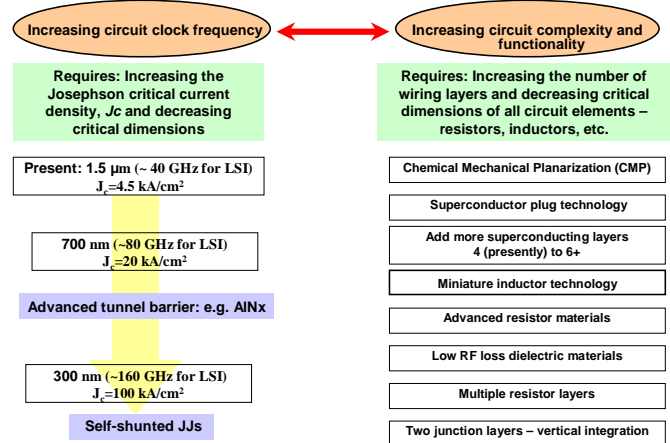 Increasing circuit clock frequency
Increasing circuit complexity and
functionality
Requires: Increasing the
Josephson critical current
density, Jc and decreasing
critical dimensions
Requires: Increasing the number of
wiring layers and decreasing critical
dimensions of all circuit elements –
resistors, inductors, etc.
Present: 1.5 µm (~ 40 GHz for LSI)
Jc=4.5 kA/cm²
700 nm (~80 GHz for LSI)
Jc=20 kA/cm²
Advanced tunnel barrier: e.g. AlNx
300 nm (~160 GHz for LSI)
Jc=100 kA/cm²
Self-shunted JJs
Chemical Mechanical Planarization (CMP)
Superconductor plug technology
Add more superconducting layers
4 (presently) to 6+
Miniature inductor technology
Advanced resistor materials
Low RF loss dielectric materials
Multiple resistor layers
Two junction layers – vertical integration